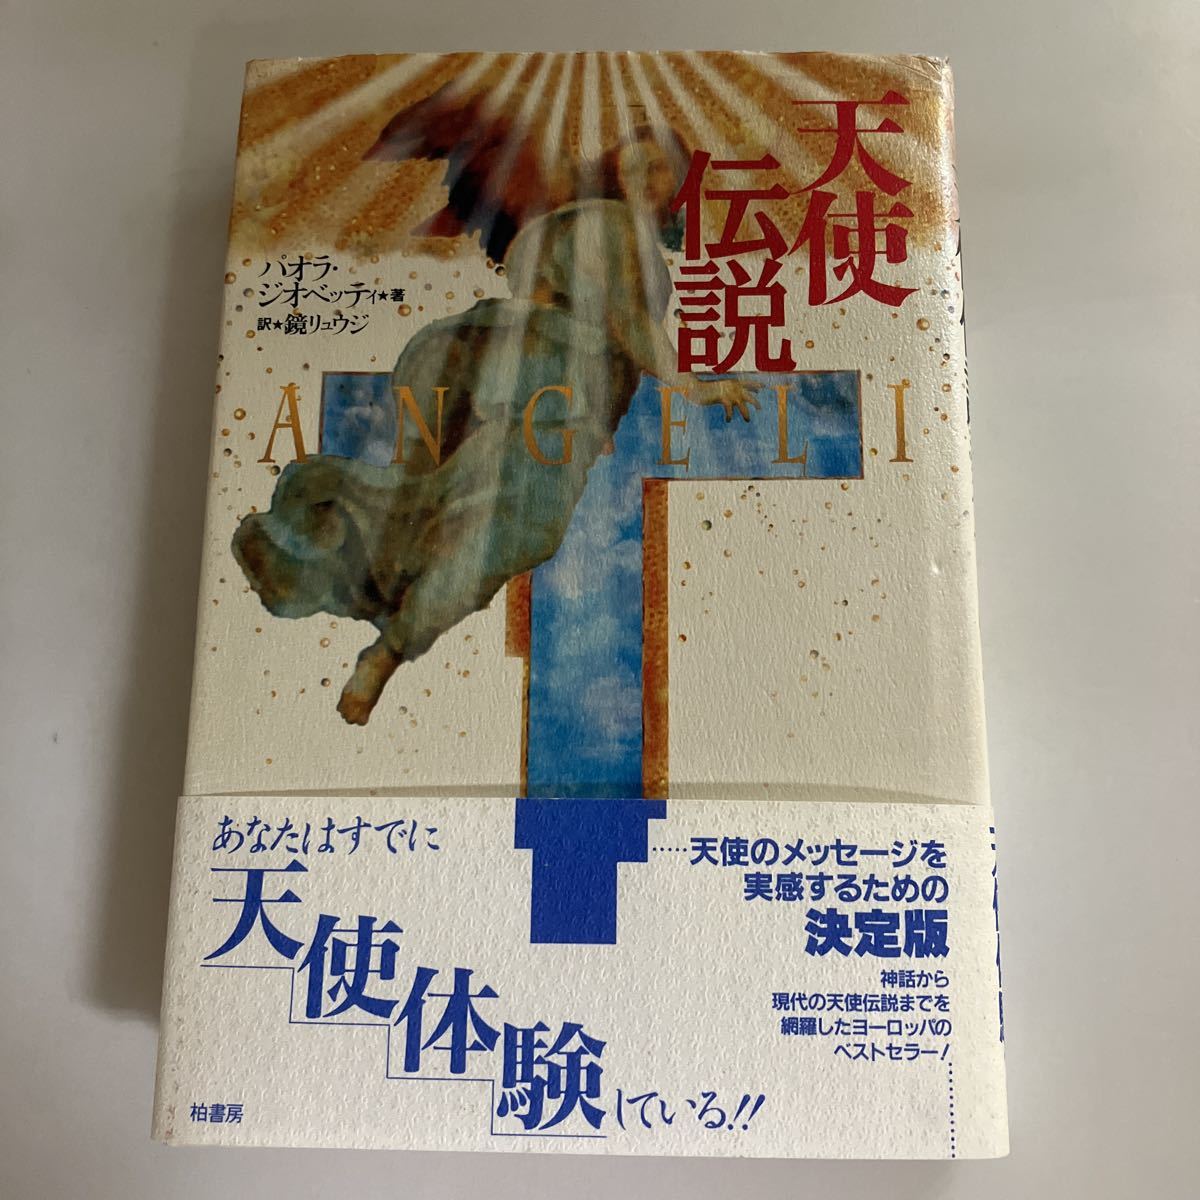 天使
伝説
パオラ・
ジオベッティ★著
訳★鏡リュウジ
ANGELI
あなたはすでに
天使体験している!!
……天使のメッセージを
実感するための
決定版
神話から
現代の天使伝説までを
網羅したヨーロッパの
ベストセラー!
柏書房